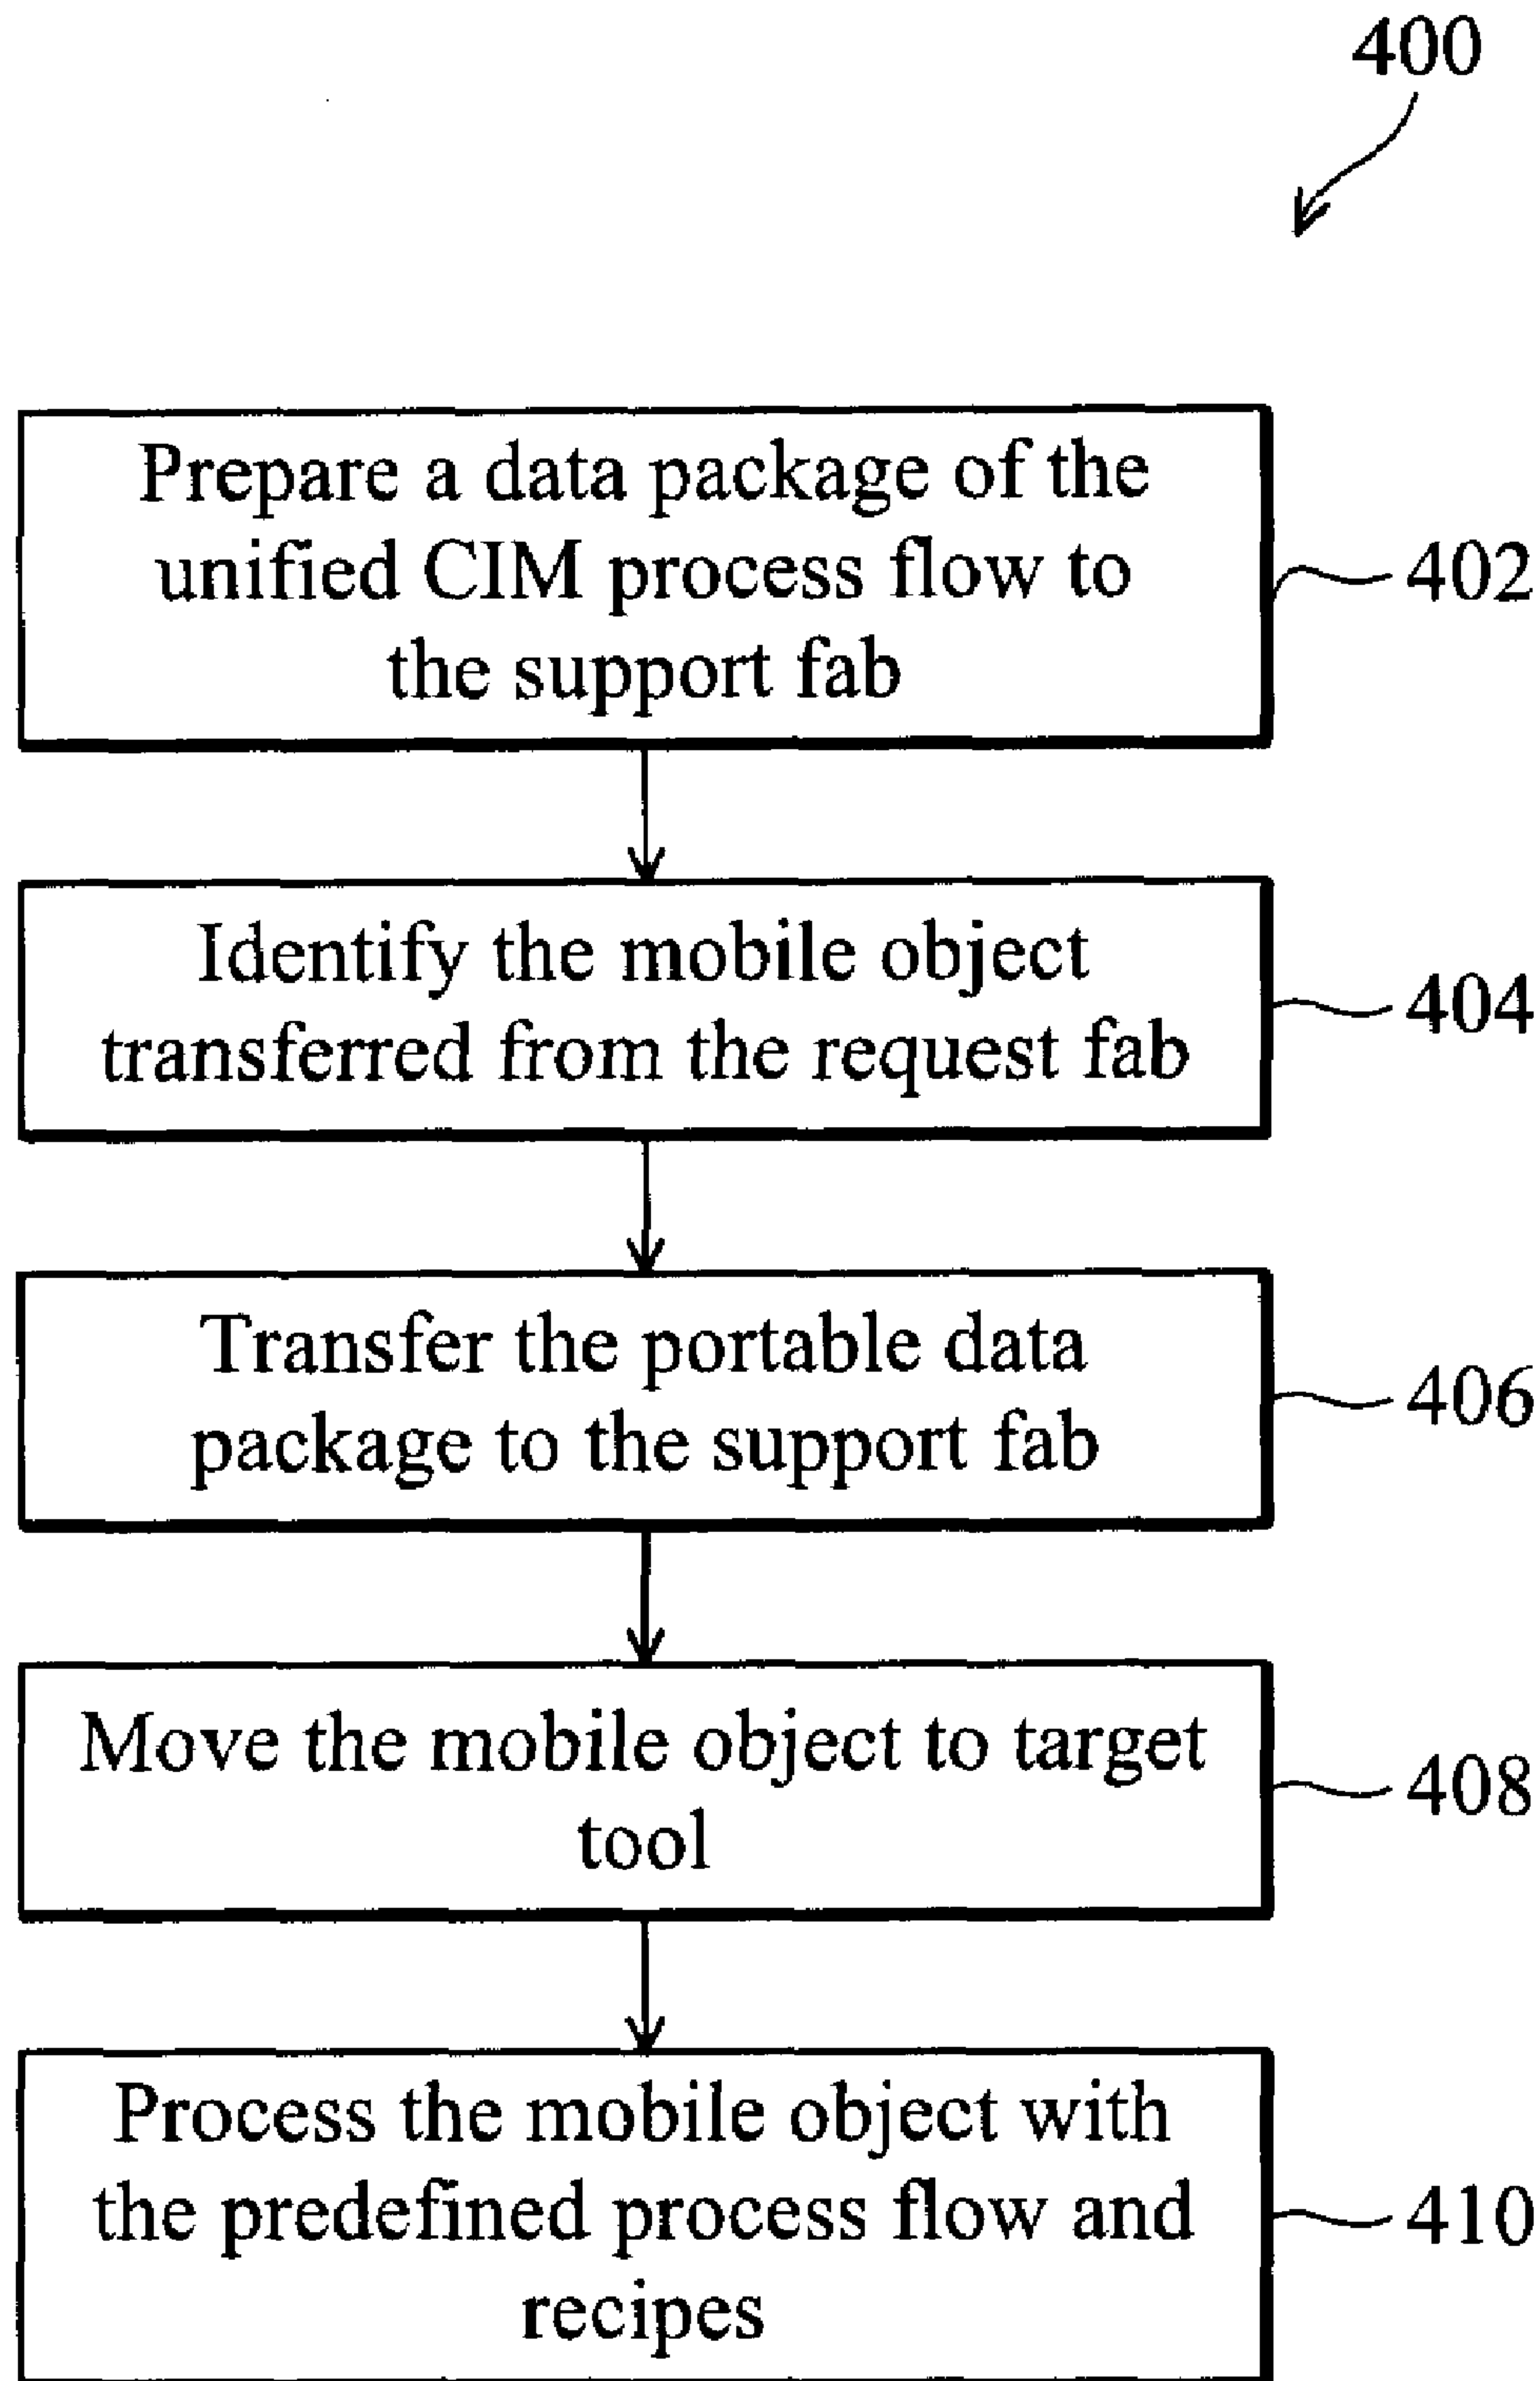 400
Prepare a data package of the
unified CIM process flow to
the support fab
402
Identify the mobile object
transferred from the request fab
404
Transfer the portable data
package to the support fab
406
Move the mobile object to target
tool
408
Process the mobile object with
the predefined process flow and
recipes
410